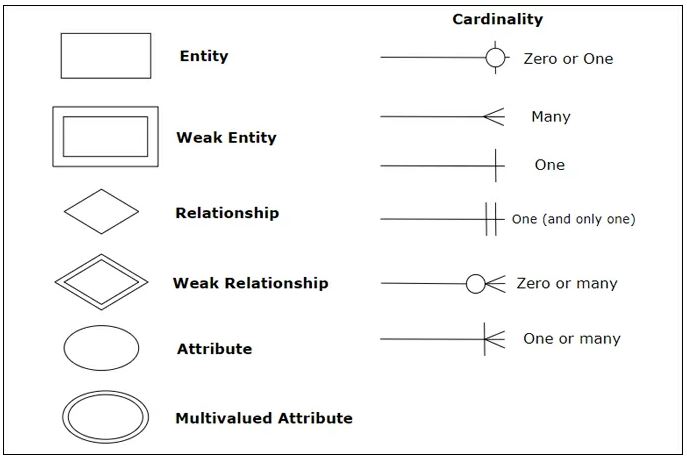 Cardinality
Entity
Zero or One
Weak Entity
Many
One
Relationship
One (and only one)
Weak Relationship
Zero or many
Attribute
One or many
Multivalued Attribute